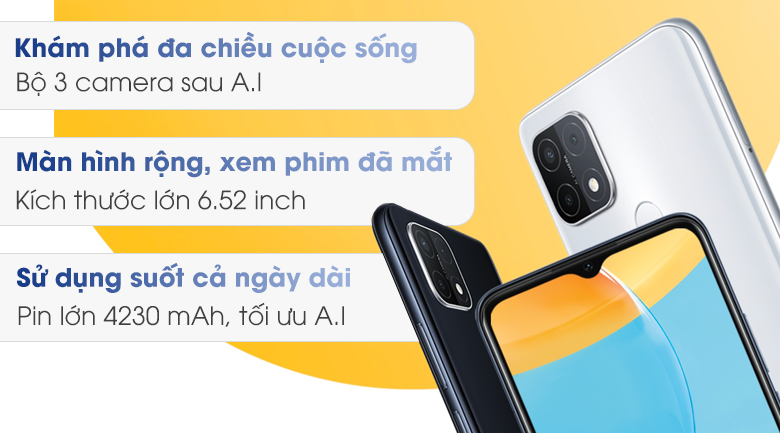 Khám phá đa chiều cuộc sống
Bộ 3 camera sau A.I
Màn hình rộng, xem phim đã mắt
Kích thước lớn 6.52 inch
Sử dụng suốt cả ngày dài
Pin lớn 4230 mAh, tối ưu A.I